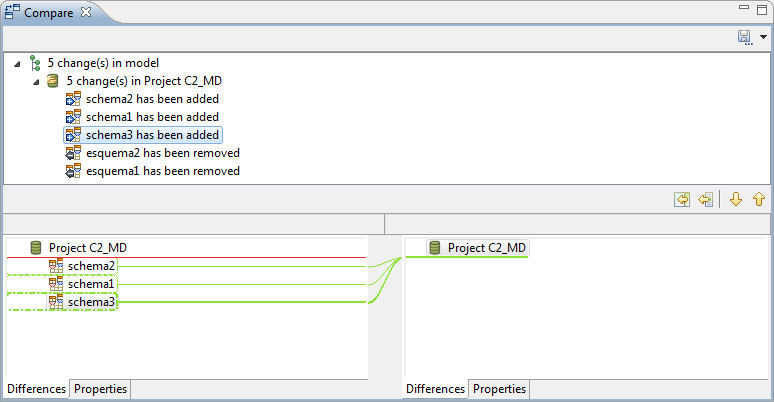 Compare
5 change(s) in model
5 change(s) in Project C2_MD
schema2 has been added
schema1 has been added
schema3 has been added
esquema2 has been removed
esquema1 has been removed
Project C2_MD
schema2
schema1
schema3
Differences Properties
Project C2_MD
Differences Properties